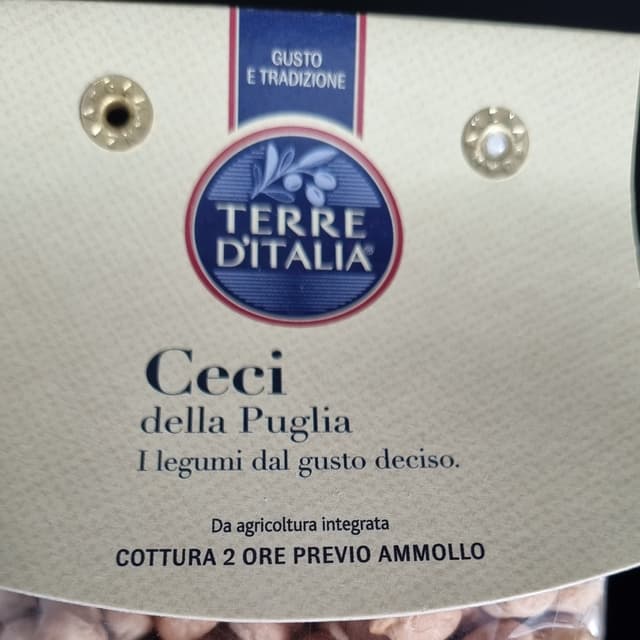 GUSTO
E TRADIZIONE
TERRE
D'ITALIA®
Ceci
della Puglia
I legumi dal gusto deciso.
Da agricoltura integrata
COTTURA 2 ORE PREVIO AMMOLLO